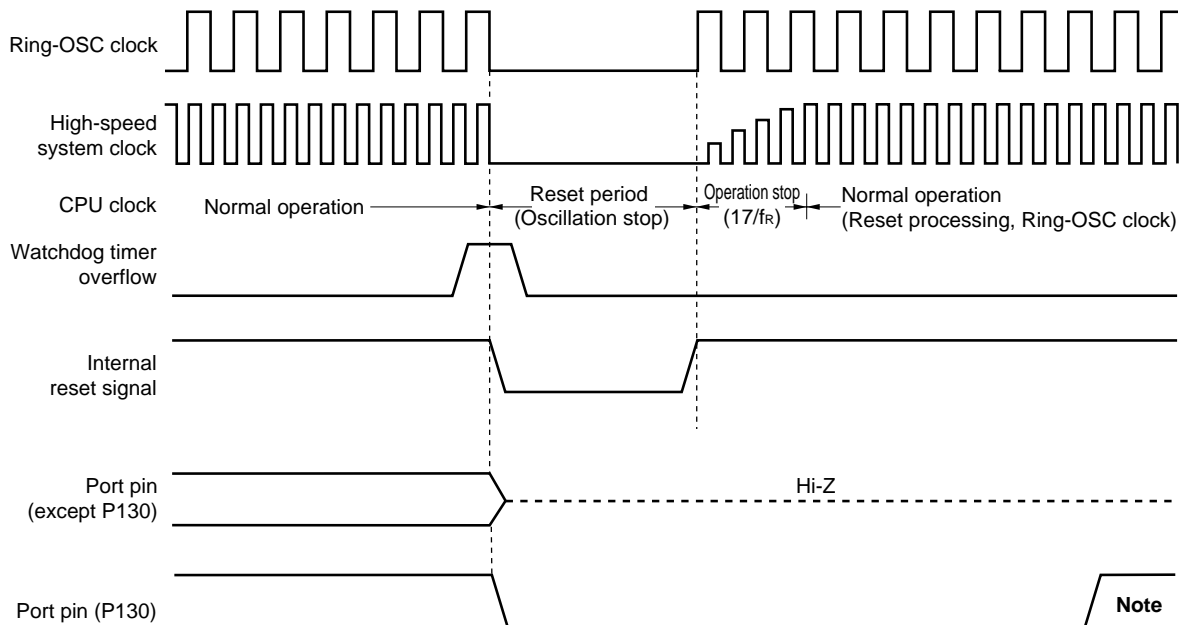 Ring-OSC clock
High-speed
system clock
CPU clock
Normal operation
Reset period
(Oscillation stop)
Operation stop
(17/fR)
Normal operation
(Reset processing, Ring-OSC clock)
Watchdog timer
overflow
Internal
reset signal
Port pin
(except P130)
Hi-Z
Port pin (P130)
Note